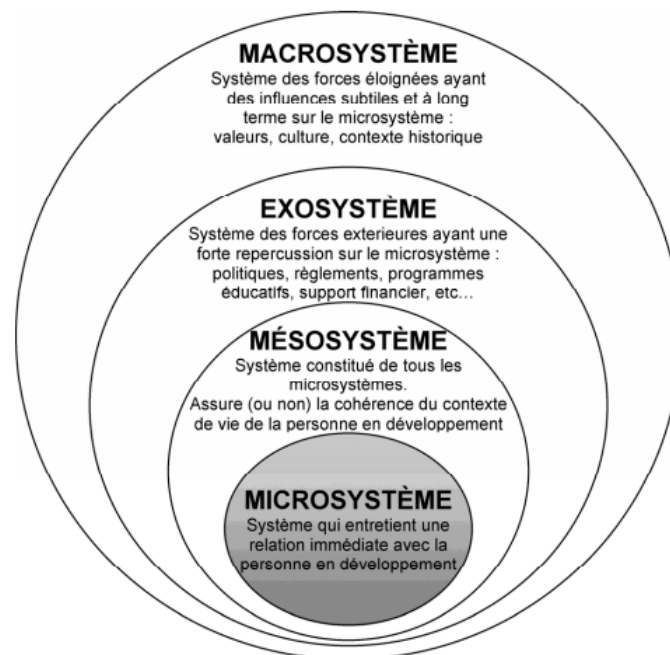 MACROSYSTÈME
Système des forces éloignées ayant
des influences subtiles et à long
terme sur le microsystème :
valeurs, culture, contexte historique
EXOSYSTÈME
Système des forces exterieures ayant une
forte repercussion sur le microsystème :
politiques, règlements, programmes
éducatifs, support financier, etc...
MÉSOSYSTÈME
Système constitué de tous les
microsystèmes.
Assure (ou non) la cohérence du contexte
de vie de la personne en développement
MICROSYSTÈME
Système qui entretient une
relation immédiate avec la
personne en développement